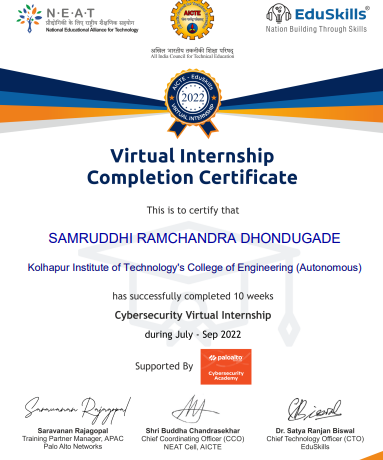 N·E·A·T
प्रौद्योगिकी के लिए राष्ट्रीय शैक्षणिक सहयोग
National Educational Alliance for Technology
AICTE
अखिल भारतीय तकनीकी शिक्षा परिषद्
All India Council for Technical Education
EduSkills®
Nation Building Through Skills
AICTE - EduSkills
2022
VIRTUAL INTERNSHIP
Virtual Internship
Completion Certificate
This is to certify that
SAMRUDDHI RAMCHANDRA DHONDUGADE
Kolhapur Institute of Technology's College of Engineering (Autonomous)
has successfully completed 10 weeks
Cybersecurity Virtual Internship
during July - Sep 2022
Supported By
paloalto
Cybersecurity
Academy
Saravanan Rajagopal
Saravanan Rajagopal
Training Partner Manager, APAC
Palo Alto Networks
Shri Buddha Chandrasekhar
Chief Coordinating Officer (CCO)
NEAT Cell, AICTE
Dr. Satya Ranjan Biswal
Chief Technology Officer (CTO)
EduSkills